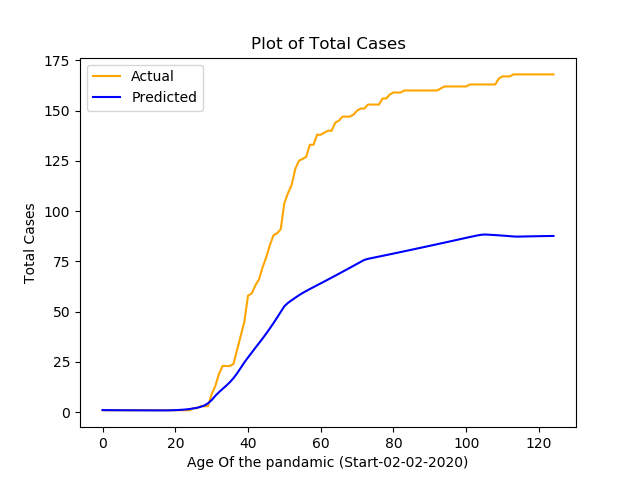 Plot of Total Cases
Actual
Predicted
175
150
125
100
75
50
25
0
Total Cases
0 20 40 60 80 100 120
Age Of the pandamic (Start-02-02-2020)